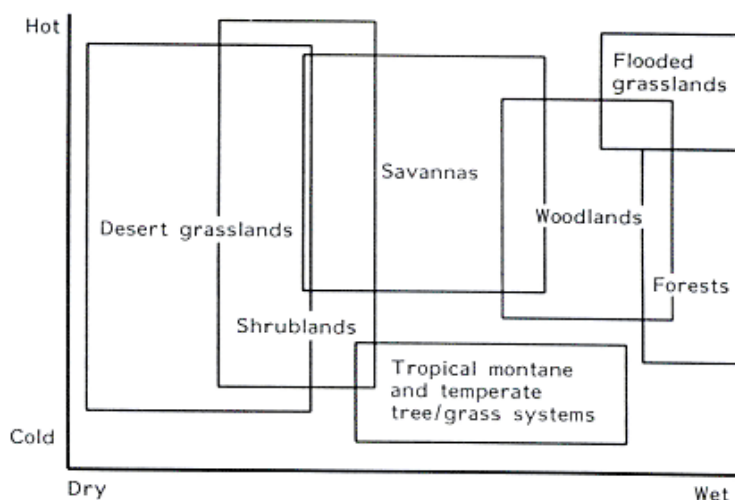 Hot
Flooded
grasslands
Savannas
Woodlands
Desert grasslands
Forests
Shrublands
Tropical montane
and temperate
tree/grass systems
Cold
Dry
Wet